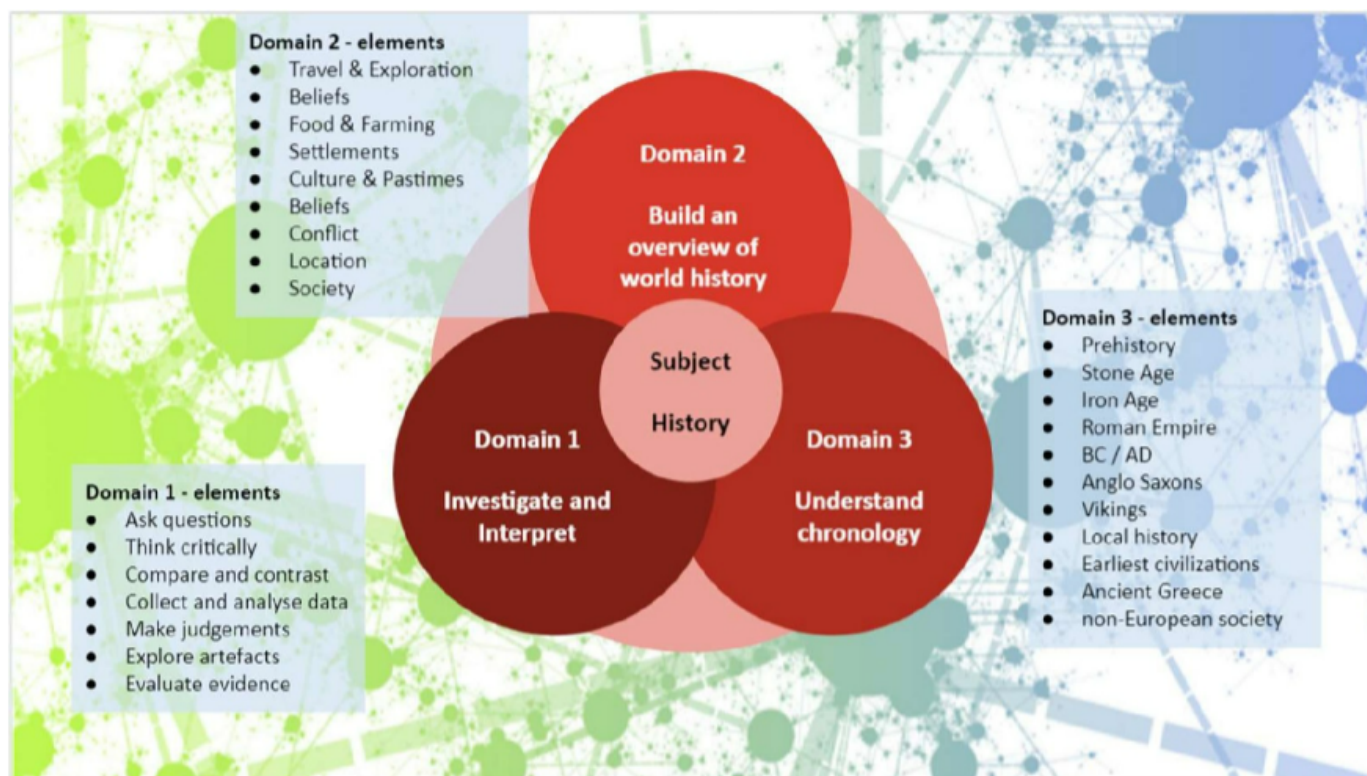 Domain 2 - elements
● Travel & Exploration
● Beliefs
● Food & Farming
● Settlements
● Culture & Pastimes
● Beliefs
● Conflict
● Location
● Society
Domain 2
Build an
overview of
world history
Subject
History
Domain 1
Investigate and
Interpret
Domain 3
Understand
chronology
Domain 1 - elements
● Ask questions
● Think critically
● Compare and contrast
● Collect and analyse data
● Make judgements
● Explore artefacts
● Evaluate evidence
Domain 3 - elements
● Prehistory
● Stone Age
● Iron Age
● Roman Empire
● BC / AD
● Anglo Saxons
● Vikings
● Local history
● Earliest civilizations
● Ancient Greece
● non-European society